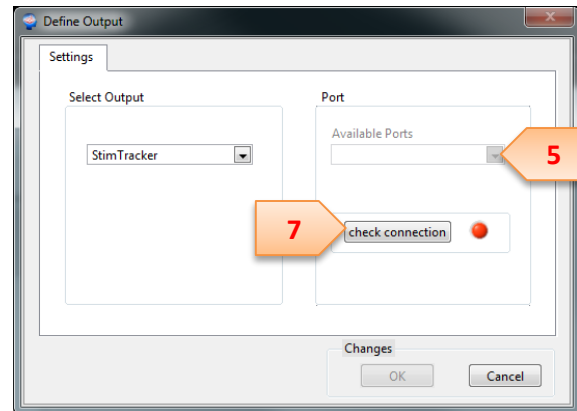 Define Output
Settings
Select Output
Port
Available Ports
StimTracker
5
7
check connection
Changes
OK
Cancel